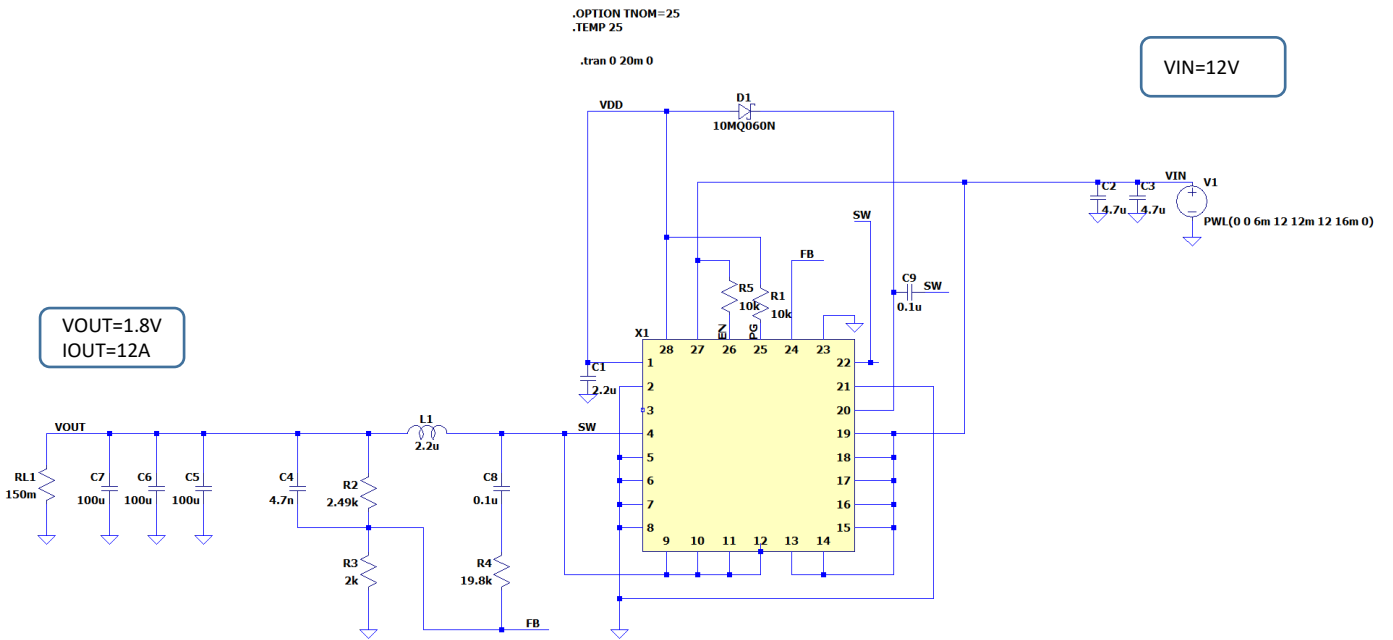 .OPTION TNOM=25
.TEMP 25
.tran 0 20m 0
VIN=12V
VDD
D1
10MQ060N
VIN
V1
C2
4.7u
C3
4.7u
PWL(0 0 6m 12 12m 12 16m 0)
SW
FB
C9
0.1u
SW
R5
10k
R1
10k
EN
PG
VOUT=1.8V
IOUT=12A
X1
28
27
26
25
24
23
1
2
3
4
5
6
7
8
22
21
20
19
18
17
16
15
9
10
11
12
13
14
C1
2.2u
VOUT
L1
2.2u
SW
RL1
150m
C7
100u
C6
100u
C5
100u
C4
4.7n
R2
2.49k
C8
0.1u
R3
2k
R4
19.8k
FB